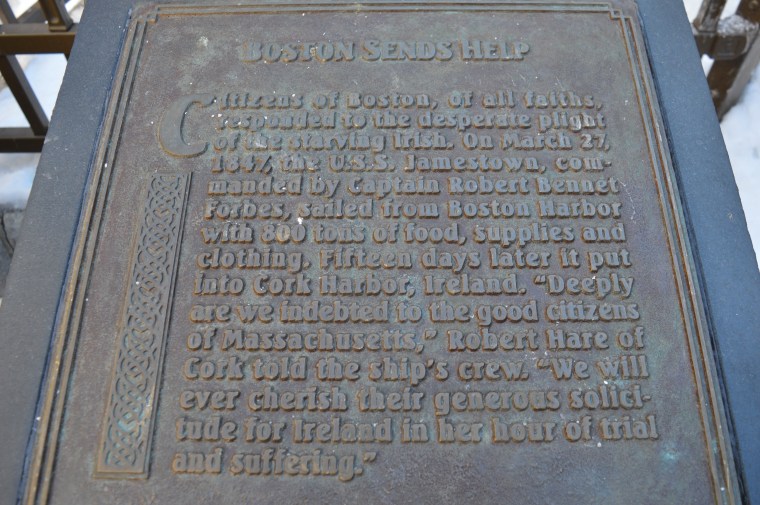 BOSTON SENDS HELP
Citizens of Boston, of all faiths,
responded to the desperate plight
of the starving Irish. On March 27,
1847, the U.S.S. Jamestown, com-
manded by Captain Robert Bennet
Forbes, sailed from Boston Harbor
with 800 tons of food, supplies and
clothing. Fifteen days later it put
into Cork Harbor, Ireland. "Deeply
are we indebted to the good citizens
of Massachusetts," Robert Hare of
Cork told the ship's crew. "We will
ever cherish their generous solici-
tude for Ireland in her hour of trial
and suffering."